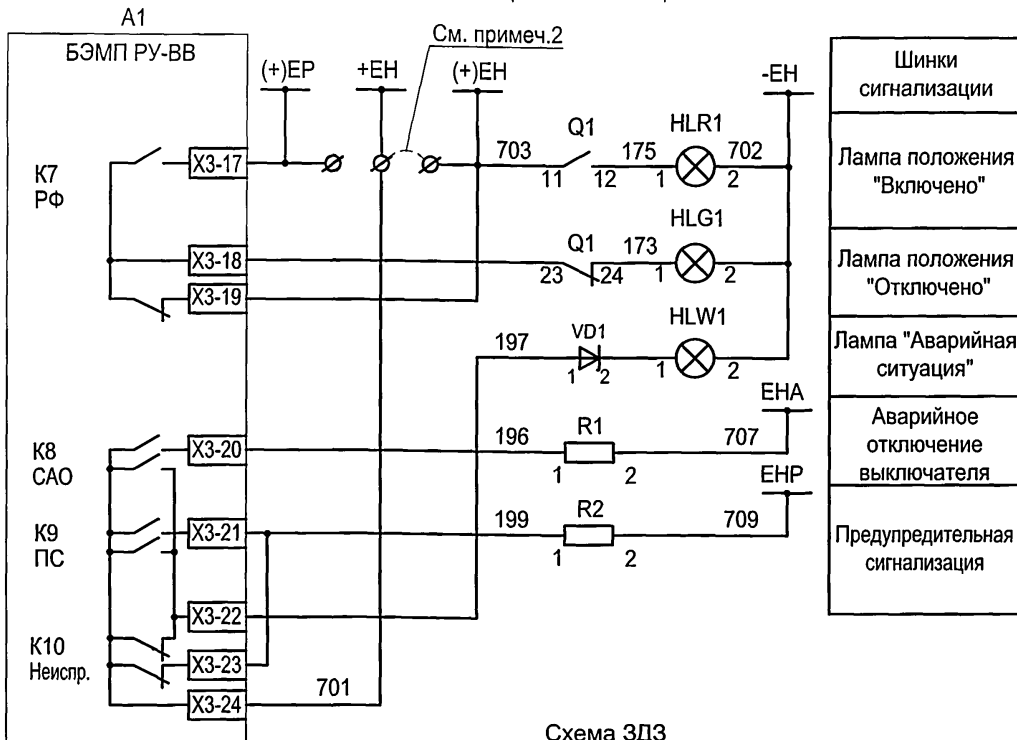 А1
БЭМП РУ-ВВ
См. примеч.2
(+)ЕР
+ЕН
(+)ЕН
-ЕН
Шинки
сигнализации
К7
РФ
Х3-17
703
Q1
11
12
175
HLR1
1
2
702
Лампа положения
"Включено"
Х3-18
Q1
23
24
173
HLG1
1
2
Лампа положения
"Отключено"
Х3-19
197
VD1
1
2
HLW1
1
2
Лампа "Аварийная
ситуация"
К8
САО
Х3-20
196
R1
1
2
707
ЕНА
Аварийное
отключение
выключателя
К9
ПС
Х3-21
199
R2
1
2
709
ЕНР
Предупредительная
сигнализация
Х3-22
К10
Неиспр.
Х3-23
Х3-24
701
Схема ЗДЗ